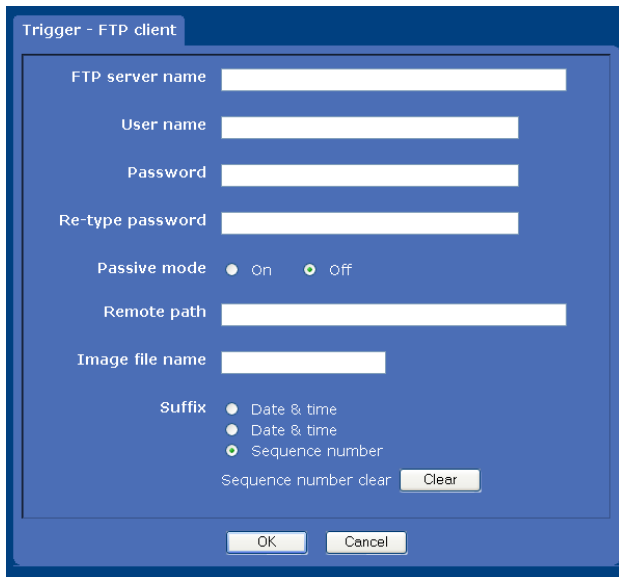 Trigger - FTP client
FTP server name
User name
Password
Re-type password
Passive mode On Off
Remote path
Image file name
Suffix Date & time
Date & time
Sequence number
Sequence number clear Clear
OK Cancel